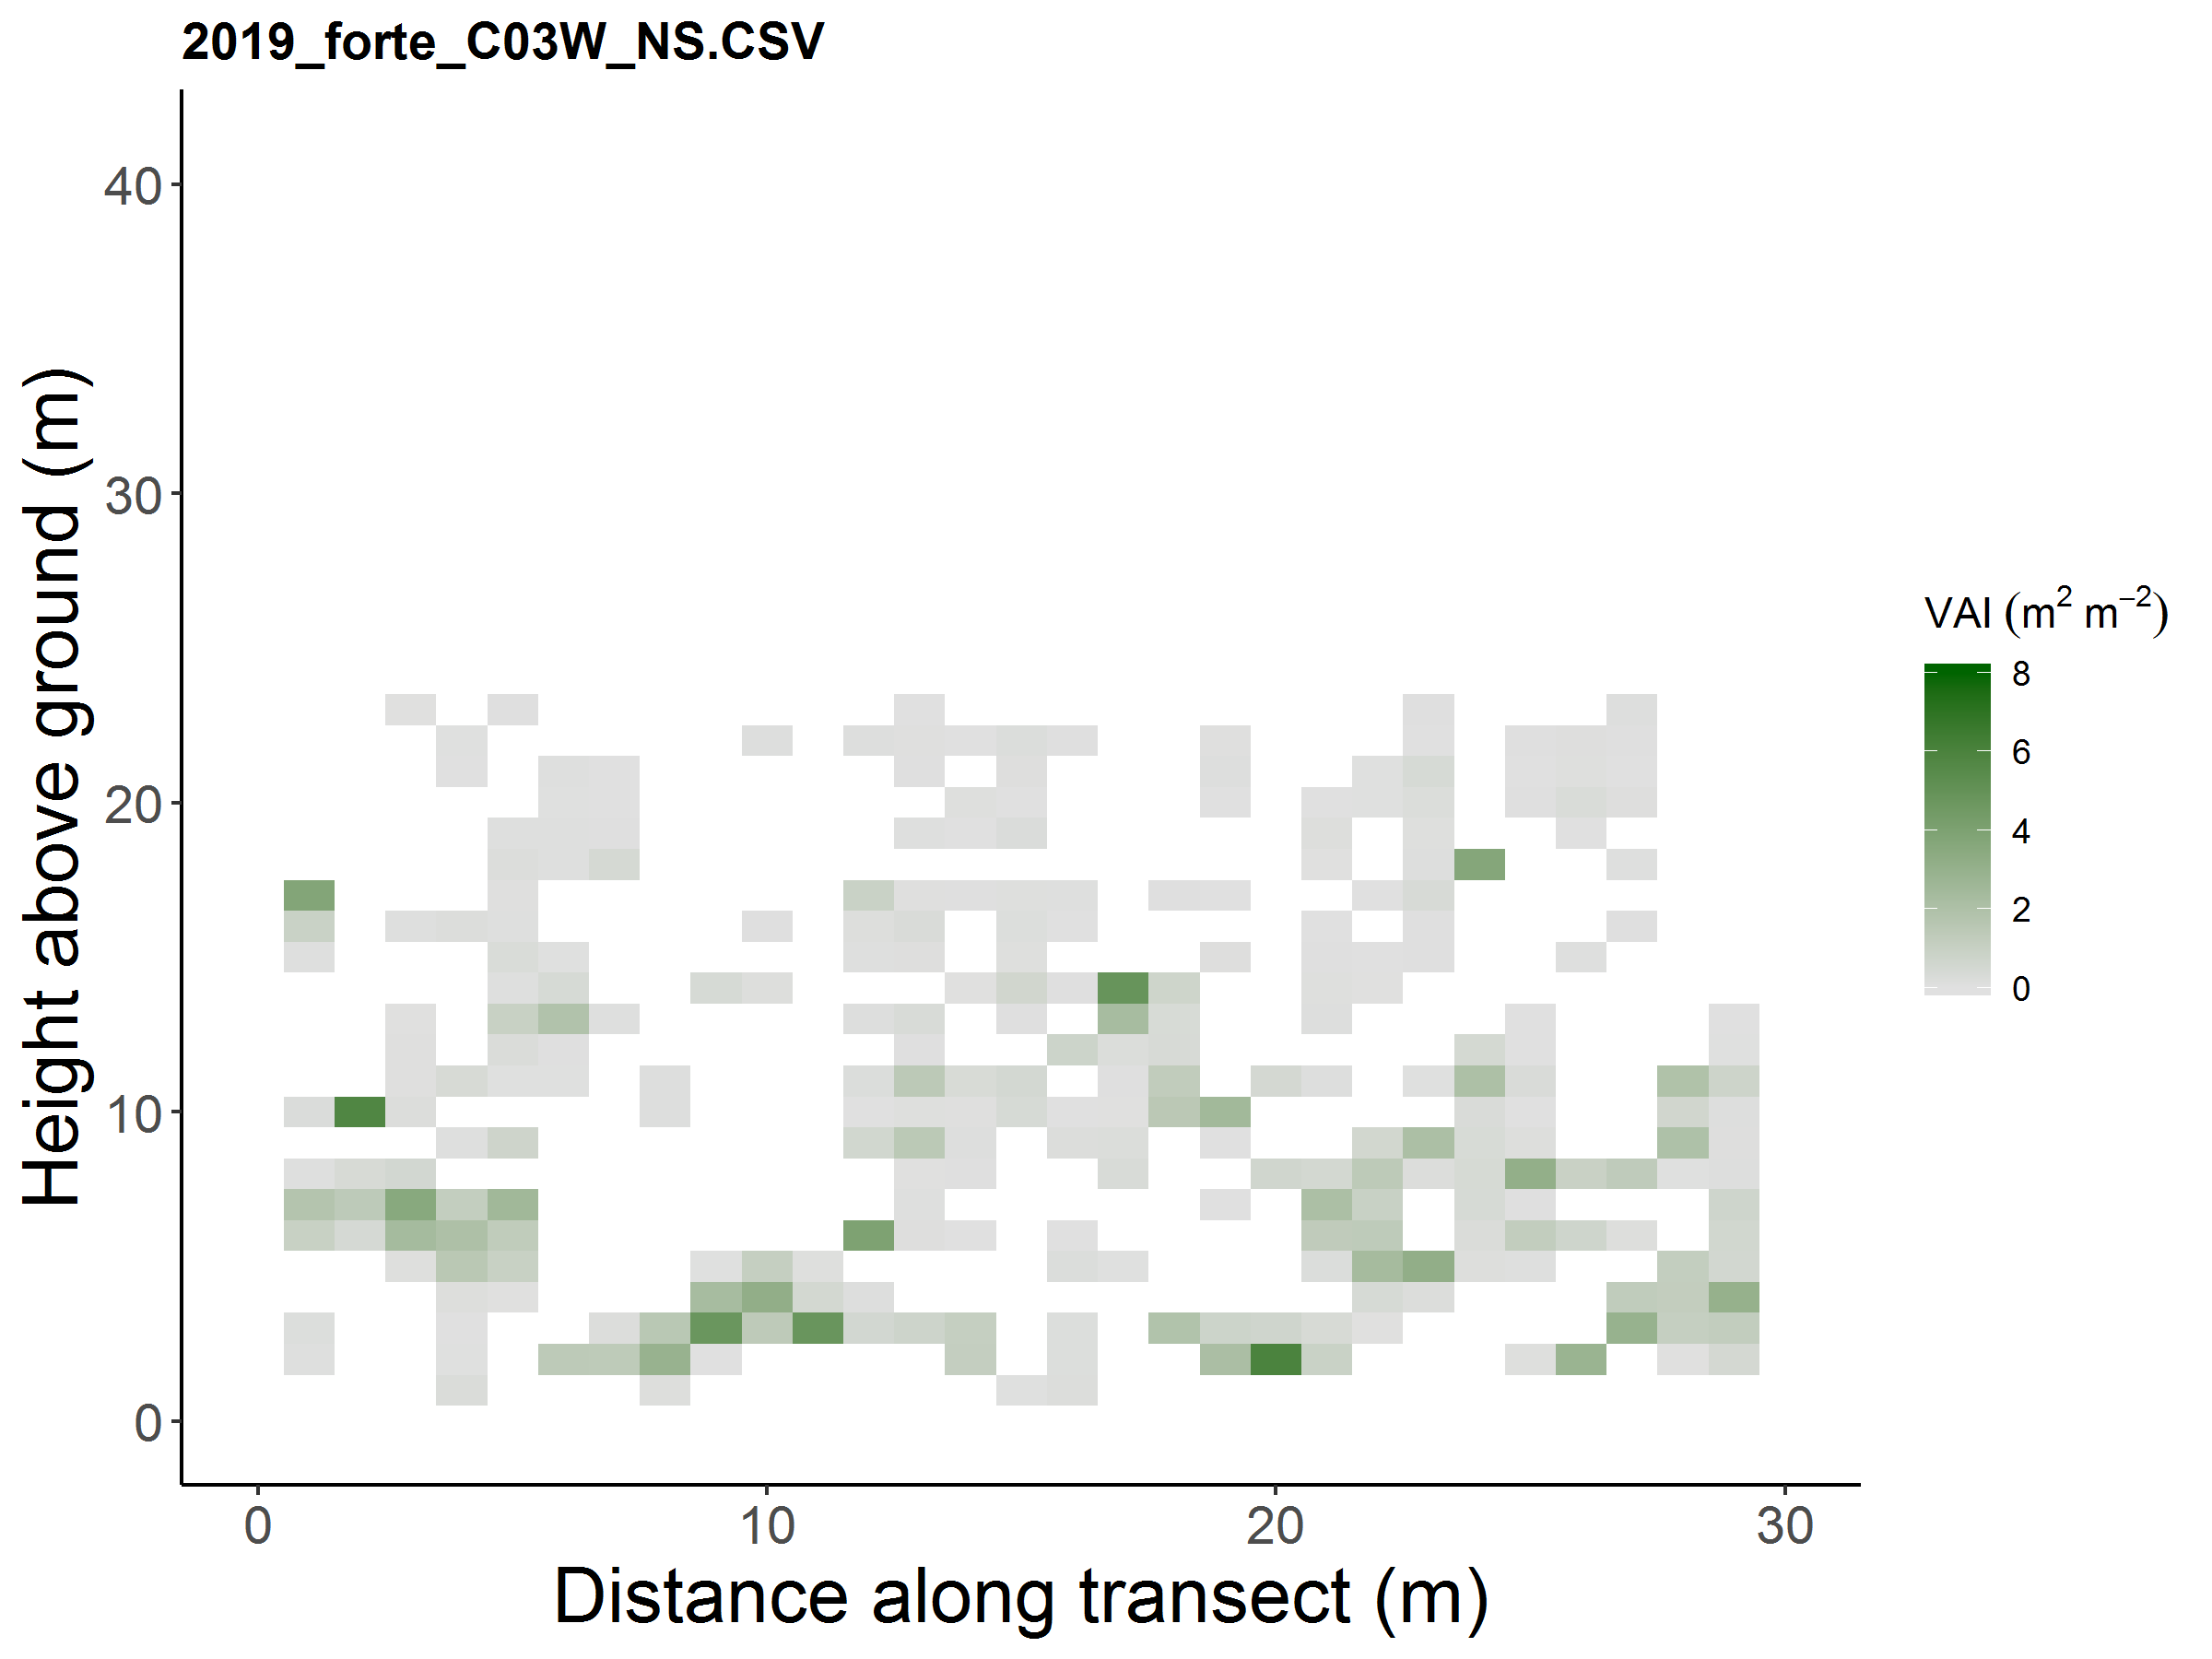 2019_forte_C03W_NS.CSV
Height above ground (m)
40
30
20
10
0
0 10 20 30
Distance along transect (m)
VAI (m² m⁻²)
8
6
4
2
0